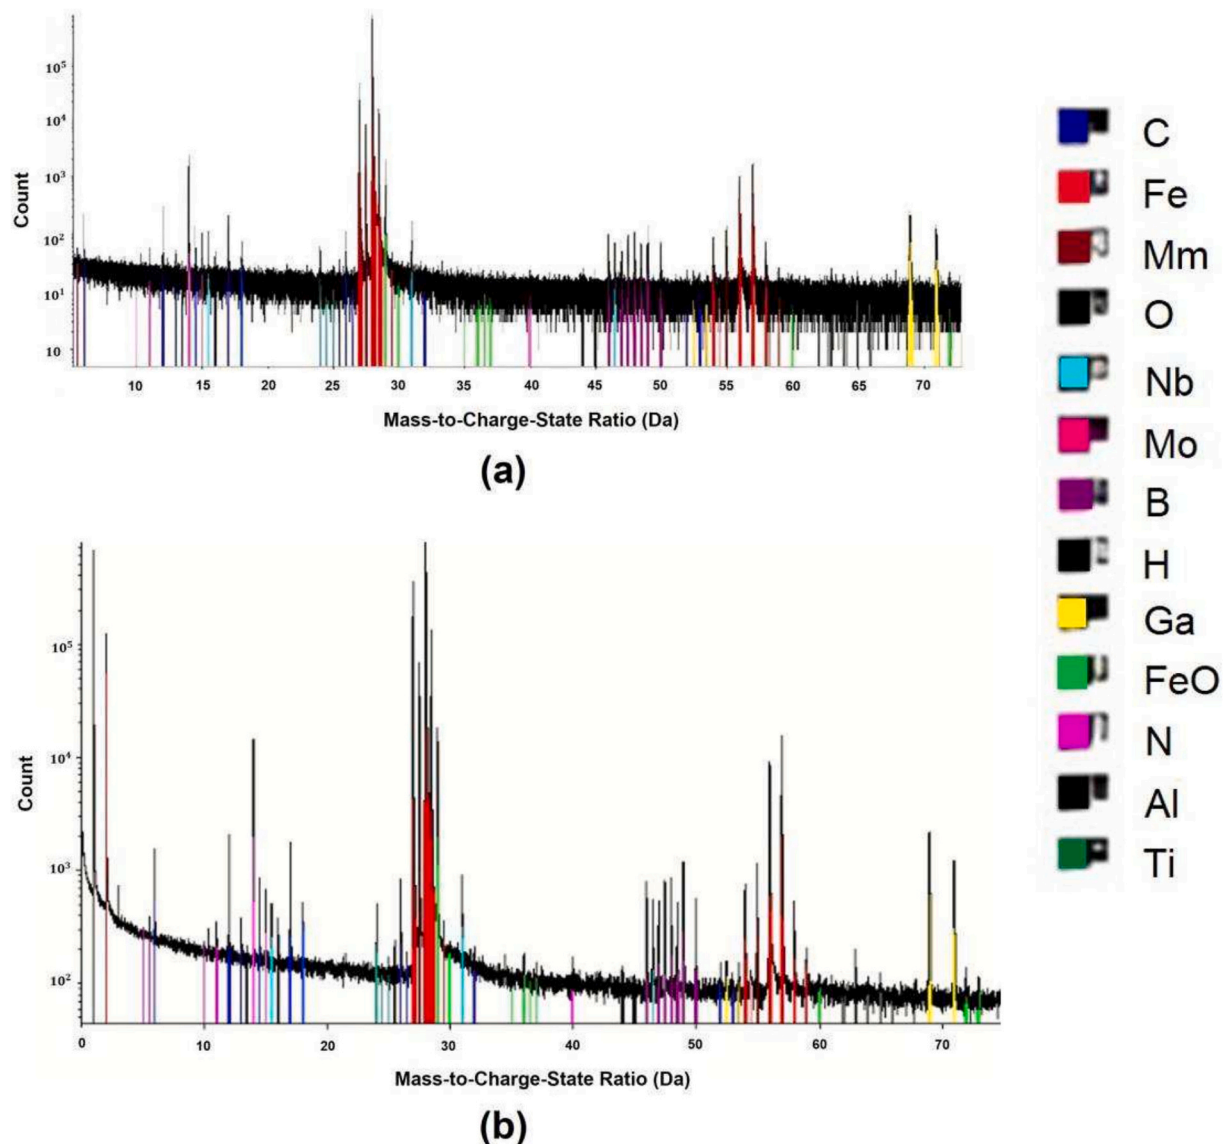 10⁵
10⁴
10³
10²
10¹
10
Count
10 15 20 25 30 35 40 45 50 55 60 65 70
Mass-to-Charge-State Ratio (Da)
(a)
C
Fe
Mm
O
Nb
Mo
B
H
Ga
FeO
N
Al
Ti
10⁵
10⁴
10³
10²
Count
0 10 20 30 40 50 60 70
Mass-to-Charge-State Ratio (Da)
(b)